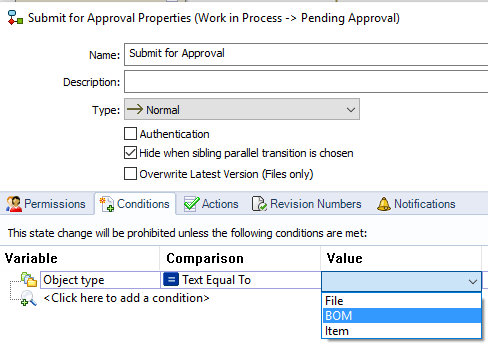 Submit for Approval Properties (Work in Process -> Pending Approval)
Name: Submit for Approval
Description:
Type: Normal
Authentication
Hide when sibling parallel transition is chosen
Overwrite Latest Version (Files only)
Permissions Conditions Actions Revision Numbers Notifications
This state change will be prohibited unless the following conditions are met:
Variable Comparison Value
Object type Text Equal To
<Click here to add a condition>
File
BOM
Item